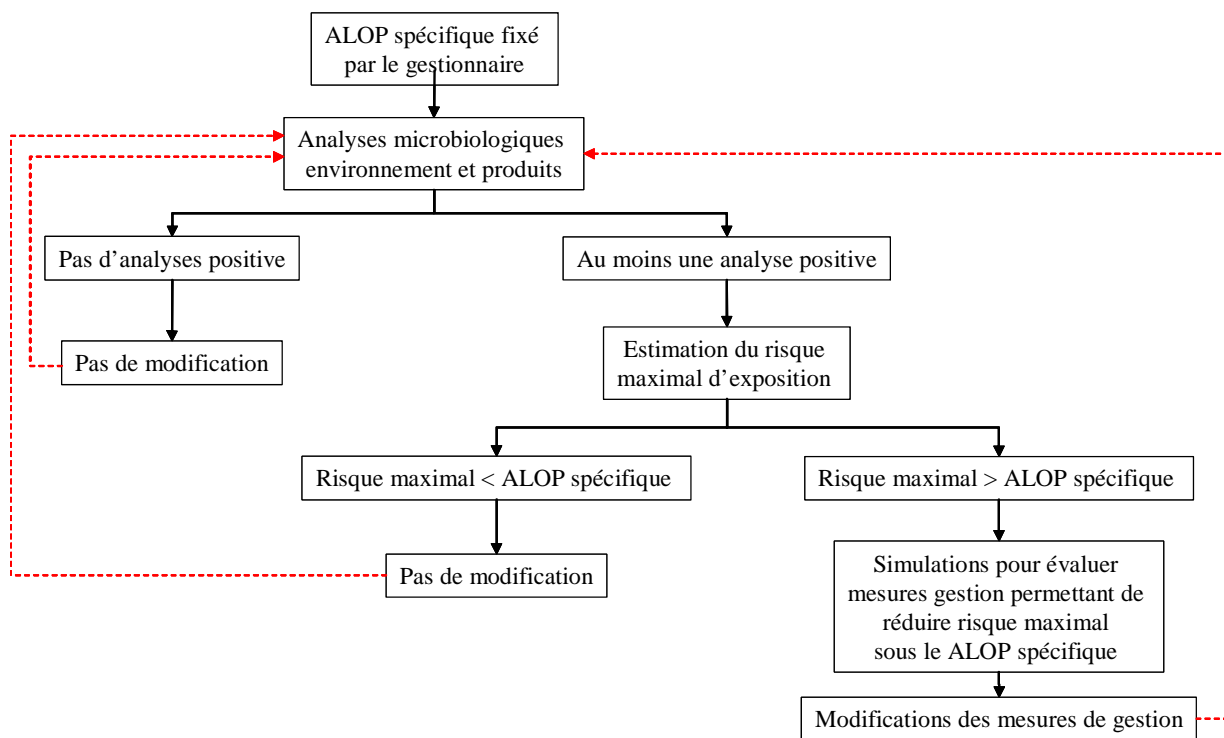 ALOP spécifique fixé
par le gestionnaire
Analyses microbiologiques
environnement et produits
Pas d’analyses positive
Au moins une analyse positive
Pas de modification
Estimation du risque
maximal d’exposition
Risque maximal < ALOP spécifique
Risque maximal > ALOP spécifique
Pas de modification
Simulations pour évaluer
mesures gestion permettant de
réduire risque maximal
sous le ALOP spécifique
Modifications des mesures de gestion